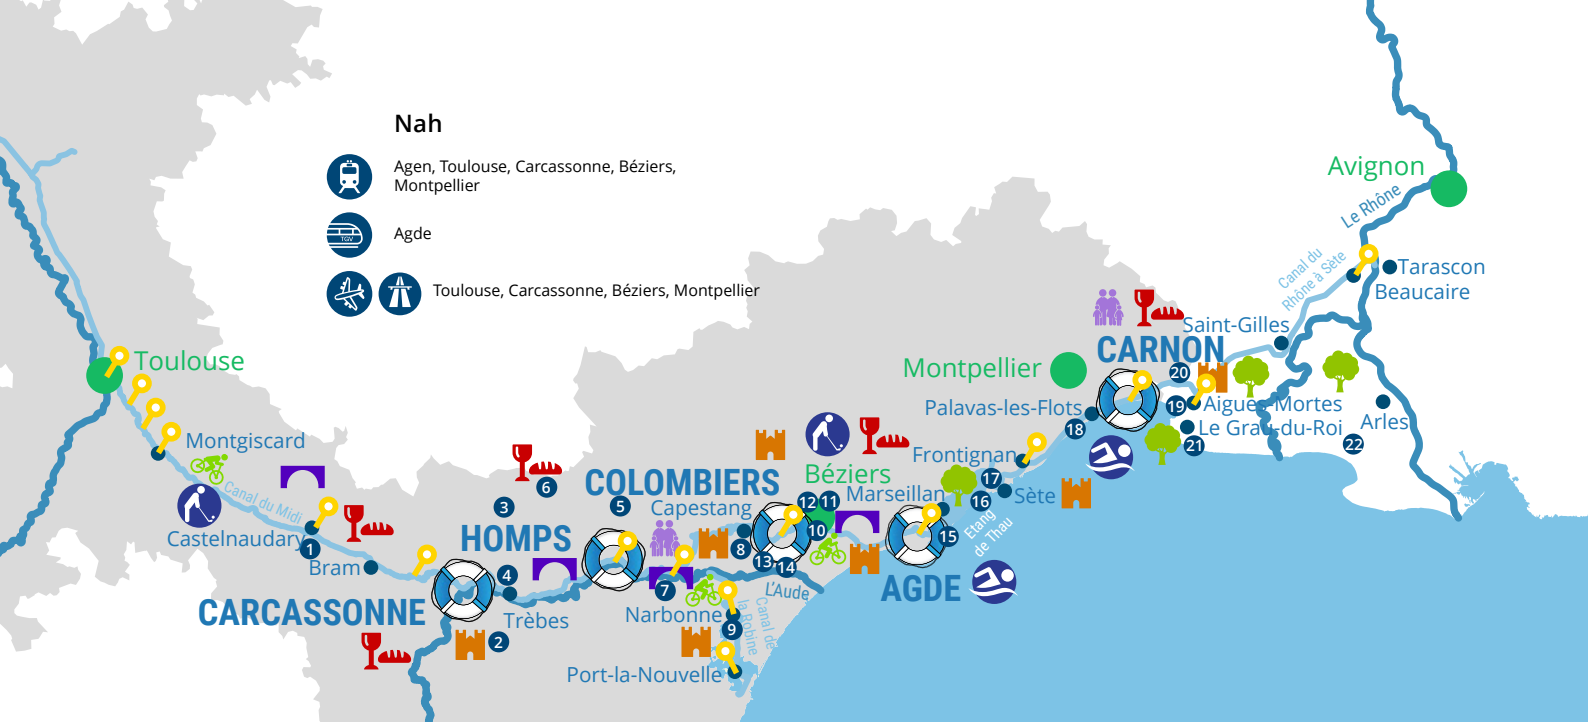 Nah
Agen, Toulouse, Carcassonne, Béziers,
Montpellier
TGV
Agde
Toulouse, Carcassonne, Béziers, Montpellier
Avignon
Le Rhône
Canal du
Rhône à Sète
Tarascon
Beaucaire
Saint-Gilles
CARNON
Toulouse
Montpellier
20
Palavas-les-Flots
19
Aigues-Mortes
Le Grau-du-Roi
Arles
18
21
22
Montgiscard
Frontignan
Canal du Midi
Castelnaudary
1
Bram
6
3
5
COLOMBIERS
Béziers
Capestang
12
11
Marseillan
17
16
Sète
HOMPS
10
15
Etang
de Thau
8
13
14
4
7
L'Aude
AGDE
CARCASSONNE
Trèbes
Narbonne
9
Canal de
la Robine
2
Port-la-Nouvelle